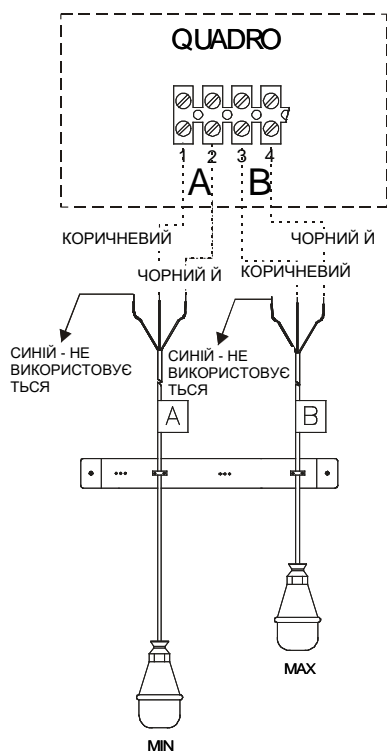 QUADRO
1 2 3 4
A B
КОРИЧНЕВИЙ
ЧОРНИЙ Й
ЧОРНИЙ Й
КОРИЧНЕВИЙ
СИНІЙ - НЕ
ВИКОРИСТОВУЄ
ТЬСЯ
СИНІЙ - НЕ
ВИКОРИСТОВУЄ
ТЬСЯ
A
B
MAX
MIN